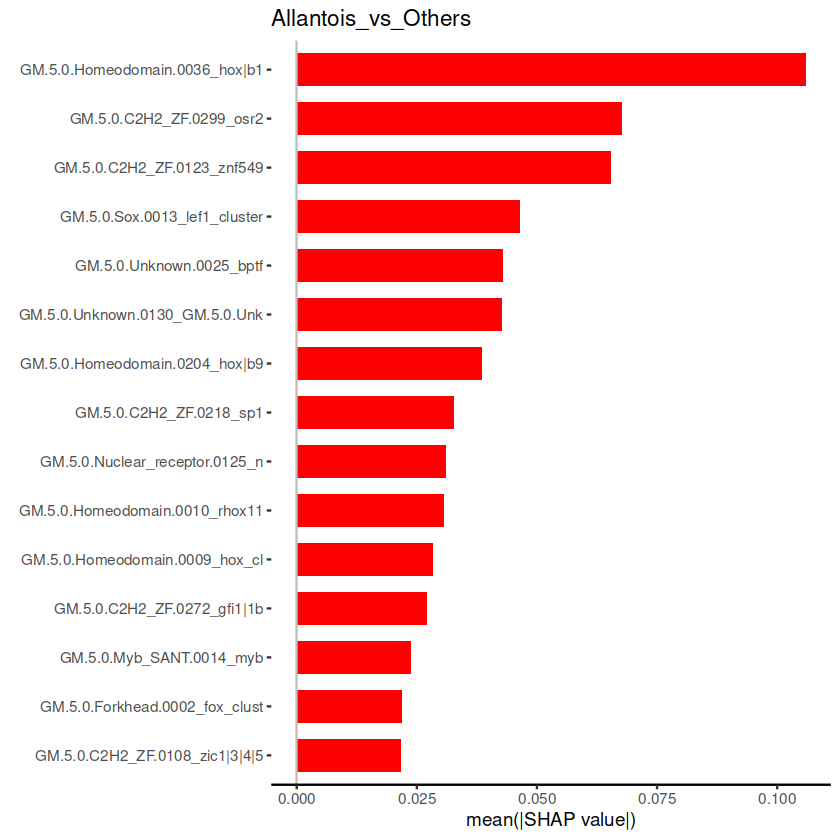 Allantois_vs_Others
GM.5.0.Homeodomain.0036_hox|b1
GM.5.0.C2H2_ZF.0299_osr2
GM.5.0.C2H2_ZF.0123_znf549
GM.5.0.Sox.0013_lef1_cluster
GM.5.0.Unknown.0025_bptf
GM.5.0.Unknown.0130_GM.5.0.Unk
GM.5.0.Homeodomain.0204_hox|b9
GM.5.0.C2H2_ZF.0218_sp1
GM.5.0.Nuclear_receptor.0125_n
GM.5.0.Homeodomain.0010_rhox11
GM.5.0.Homeodomain.0009_hox_cl
GM.5.0.C2H2_ZF.0272_gfi1|1b
GM.5.0.Myb_SANT.0014_myb
GM.5.0.Forkhead.0002_fox_clust
GM.5.0.C2H2_ZF.0108_zic1|3|4|5
0.000 0.025 0.050 0.075 0.100
mean(|SHAP value|)